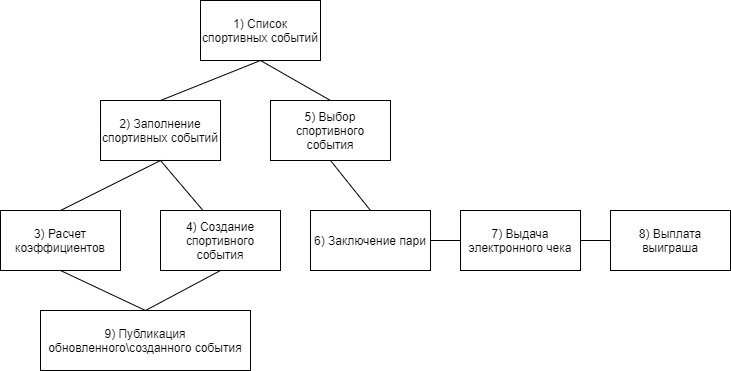 1) Список
спортивных событий
2) Заполнение
спортивных событий
5) Выбор
спортивного
события
3) Расчет
коэффициентов
4) Создание
спортивного
события
6) Заключение пари
7) Выдача
электронного чека
8) Выплата
выиграша
9) Публикация
обновленного\созданного события